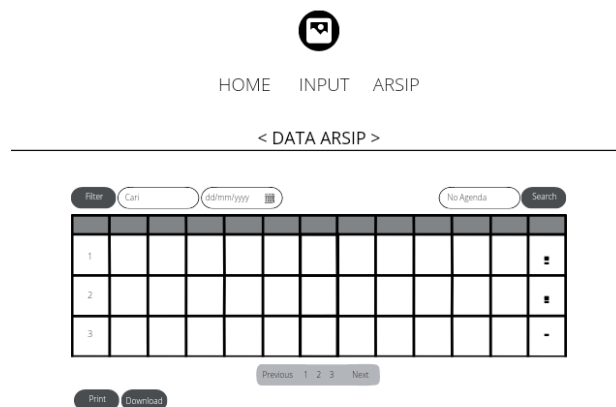 HOME INPUT ARSIP
< DATA ARSIP >
Filter Cari dd/mm/yyyy No Agenda Search
1
2
3
Previous 1 2 3 Next
Print Download